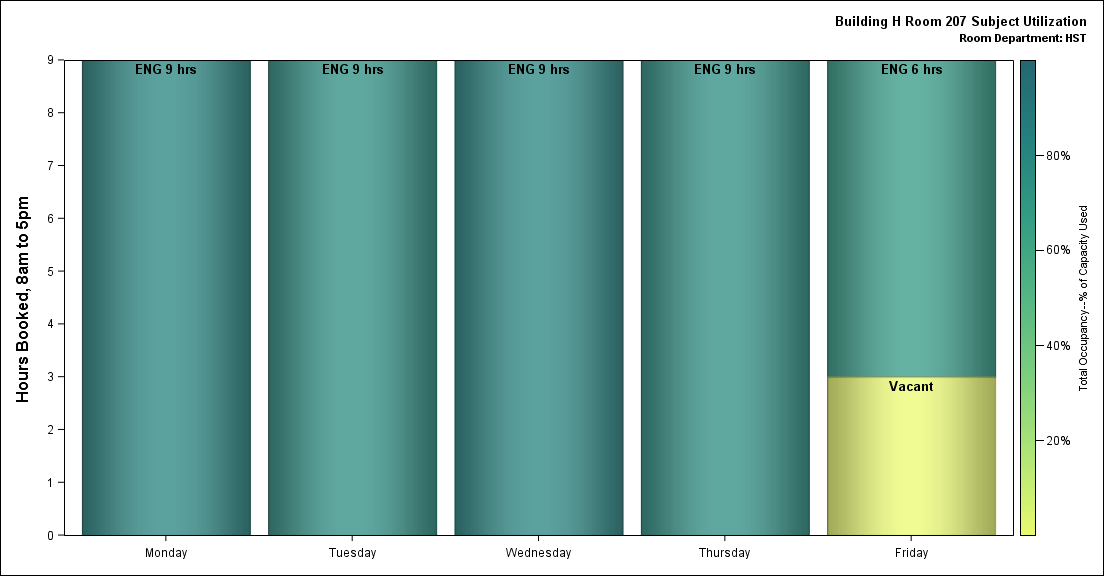 Building H Room 207 Subject Utilization
Room Department: HST
Hours Booked, 8am to 5pm
9
8
7
6
5
4
3
2
1
0
ENG 9 hrs
ENG 9 hrs
ENG 9 hrs
ENG 9 hrs
ENG 6 hrs
Vacant
Monday
Tuesday
Wednesday
Thursday
Friday
80%
60%
40%
20%
Total Occupancy--% of Capacity Used